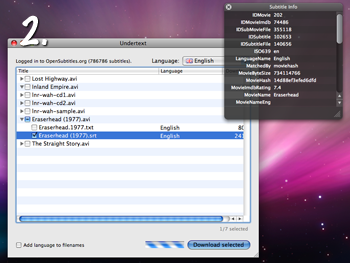 2.
Undertext
Logged in to OpenSubtitles.org (786786 subtitles).
Language:
English
Title
Language
Lost Highway.avi
Inland Empire.avi
lnr-wah-cd1.avi
lnr-wah-cd2.avi
lnr-wah-sample.avi
Eraserhead (1977).avi
Eraserhead.1977.txt English 80
Eraserhead (1977).srt English 241
The Straight Story.avi
1/7 selected
Add language to filenames
Download selected
Subtitle Info
IDMovie 202
IDMovieImdb 74486
IDSubMovieFile 355118
IDSubtitle 102653
IDSubtitleFile 140656
ISO639 en
LanguageName English
MatchedBy moviehash
MovieByteSize 734114766
MovieHash
MovieImdbRating 7.4
MovieName Eraserhead
MovieNameEng